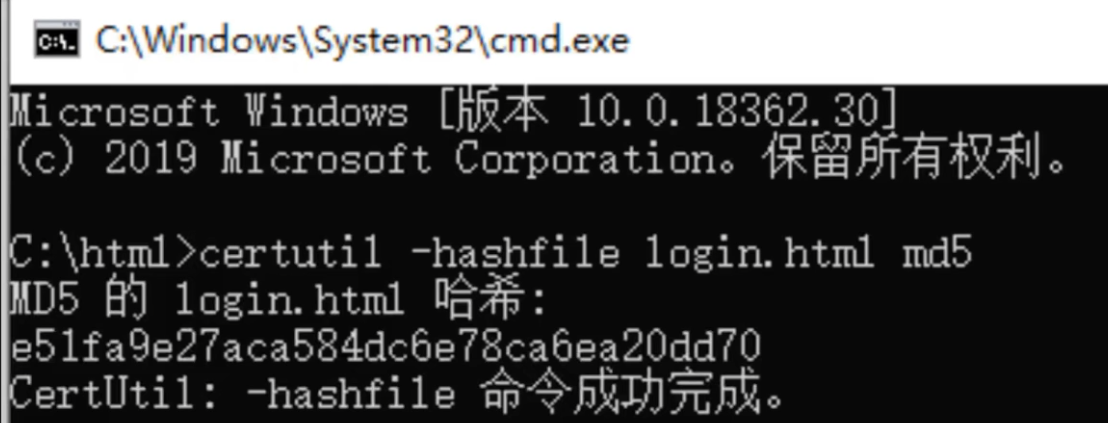 C:\Windows\System32\cmd.exe
Microsoft Windows [版本 10.0.18362.30]
(c) 2019 Microsoft Corporation。保留所有权利。
C:\html>certutil -hashfile login.html md5
MD5 的 login.html 哈希:
e51fa9e27aca584dc6e78ca6ea20dd70
CertUtil: -hashfile 命令成功完成。